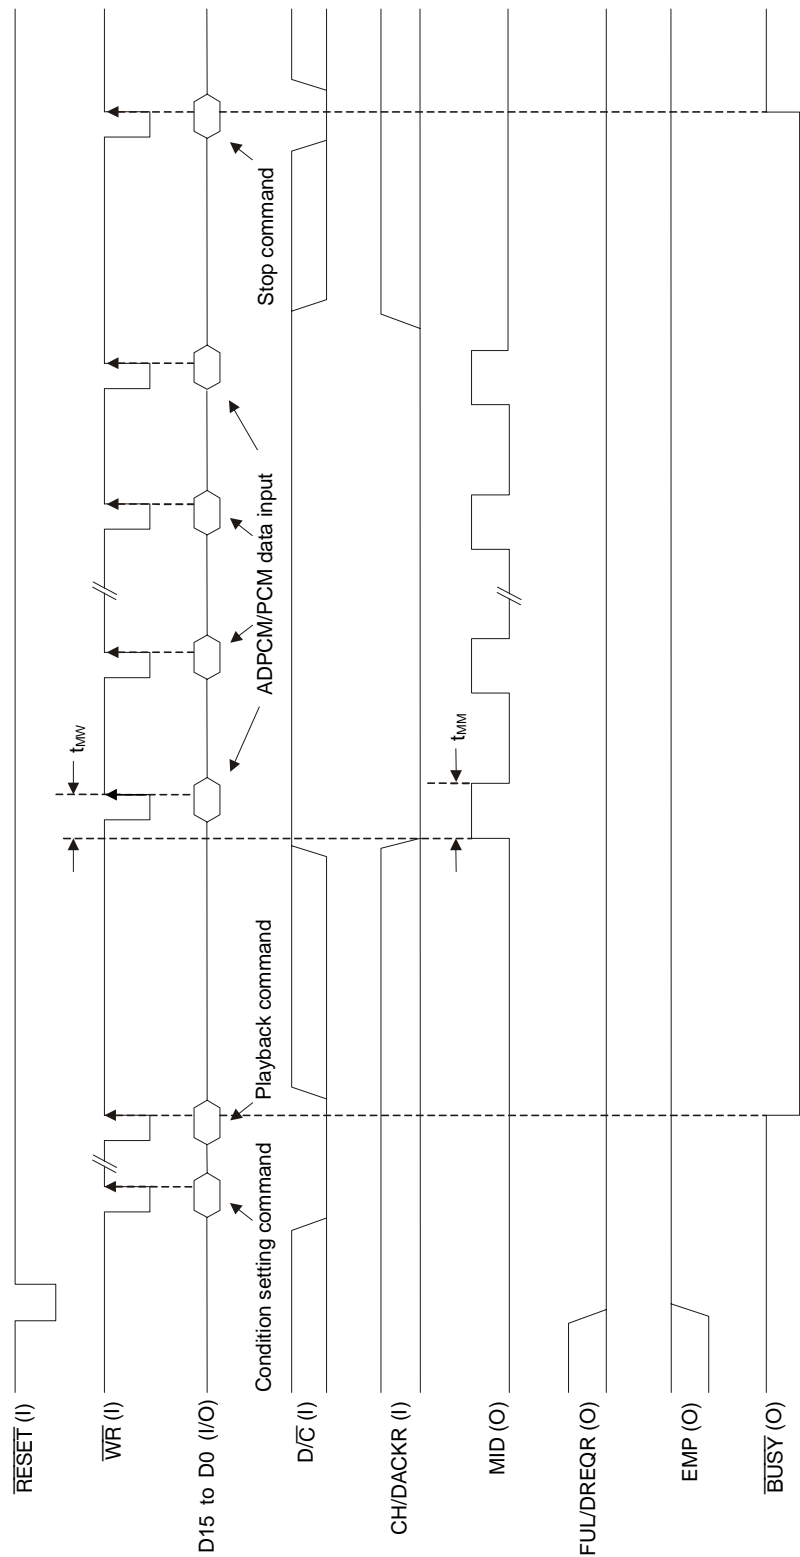 RESET (I)
WR (I)
D15 to D0 (I/O)
D/C (I)
CH/DACKR (I)
MID (O)
FUL/DREQR (O)
EMP (O)
BUSY (O)
Condition setting command
Playback command
ADPCM/PCM data input
Stop command
tMW
tMM